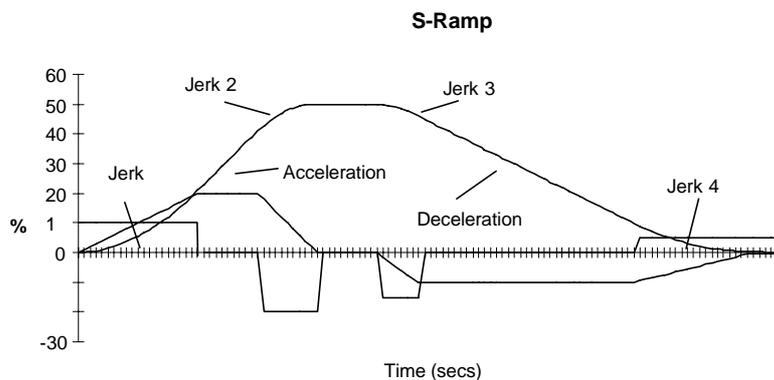 S-Ramp
60
50
40
30
20
1
0
-30
%
Jerk 2
Jerk 3
Jerk
Acceleration
Deceleration
Jerk 4
Time (secs)